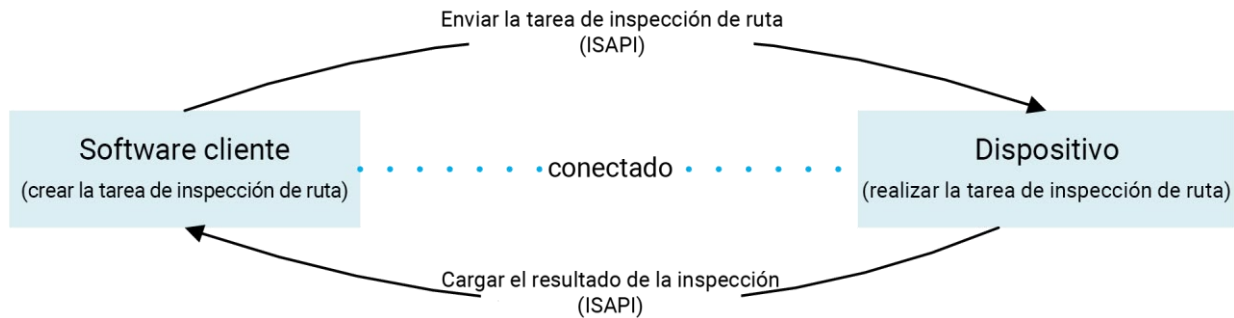 Enviar la tarea de inspección de ruta
(ISAPI)
Software cliente
(crear la tarea de inspección de ruta)
conectado
Dispositivo
(realizar la tarea de inspección de ruta)
Cargar el resultado de la inspección
(ISAPI)